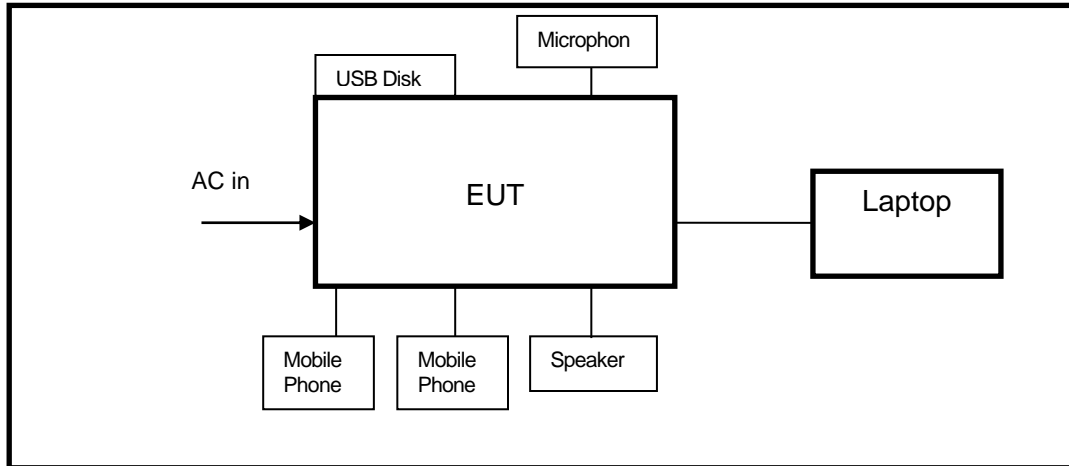 Microphon
USB Disk
AC in
EUT
Laptop
Mobile
Phone
Mobile
Phone
Speaker